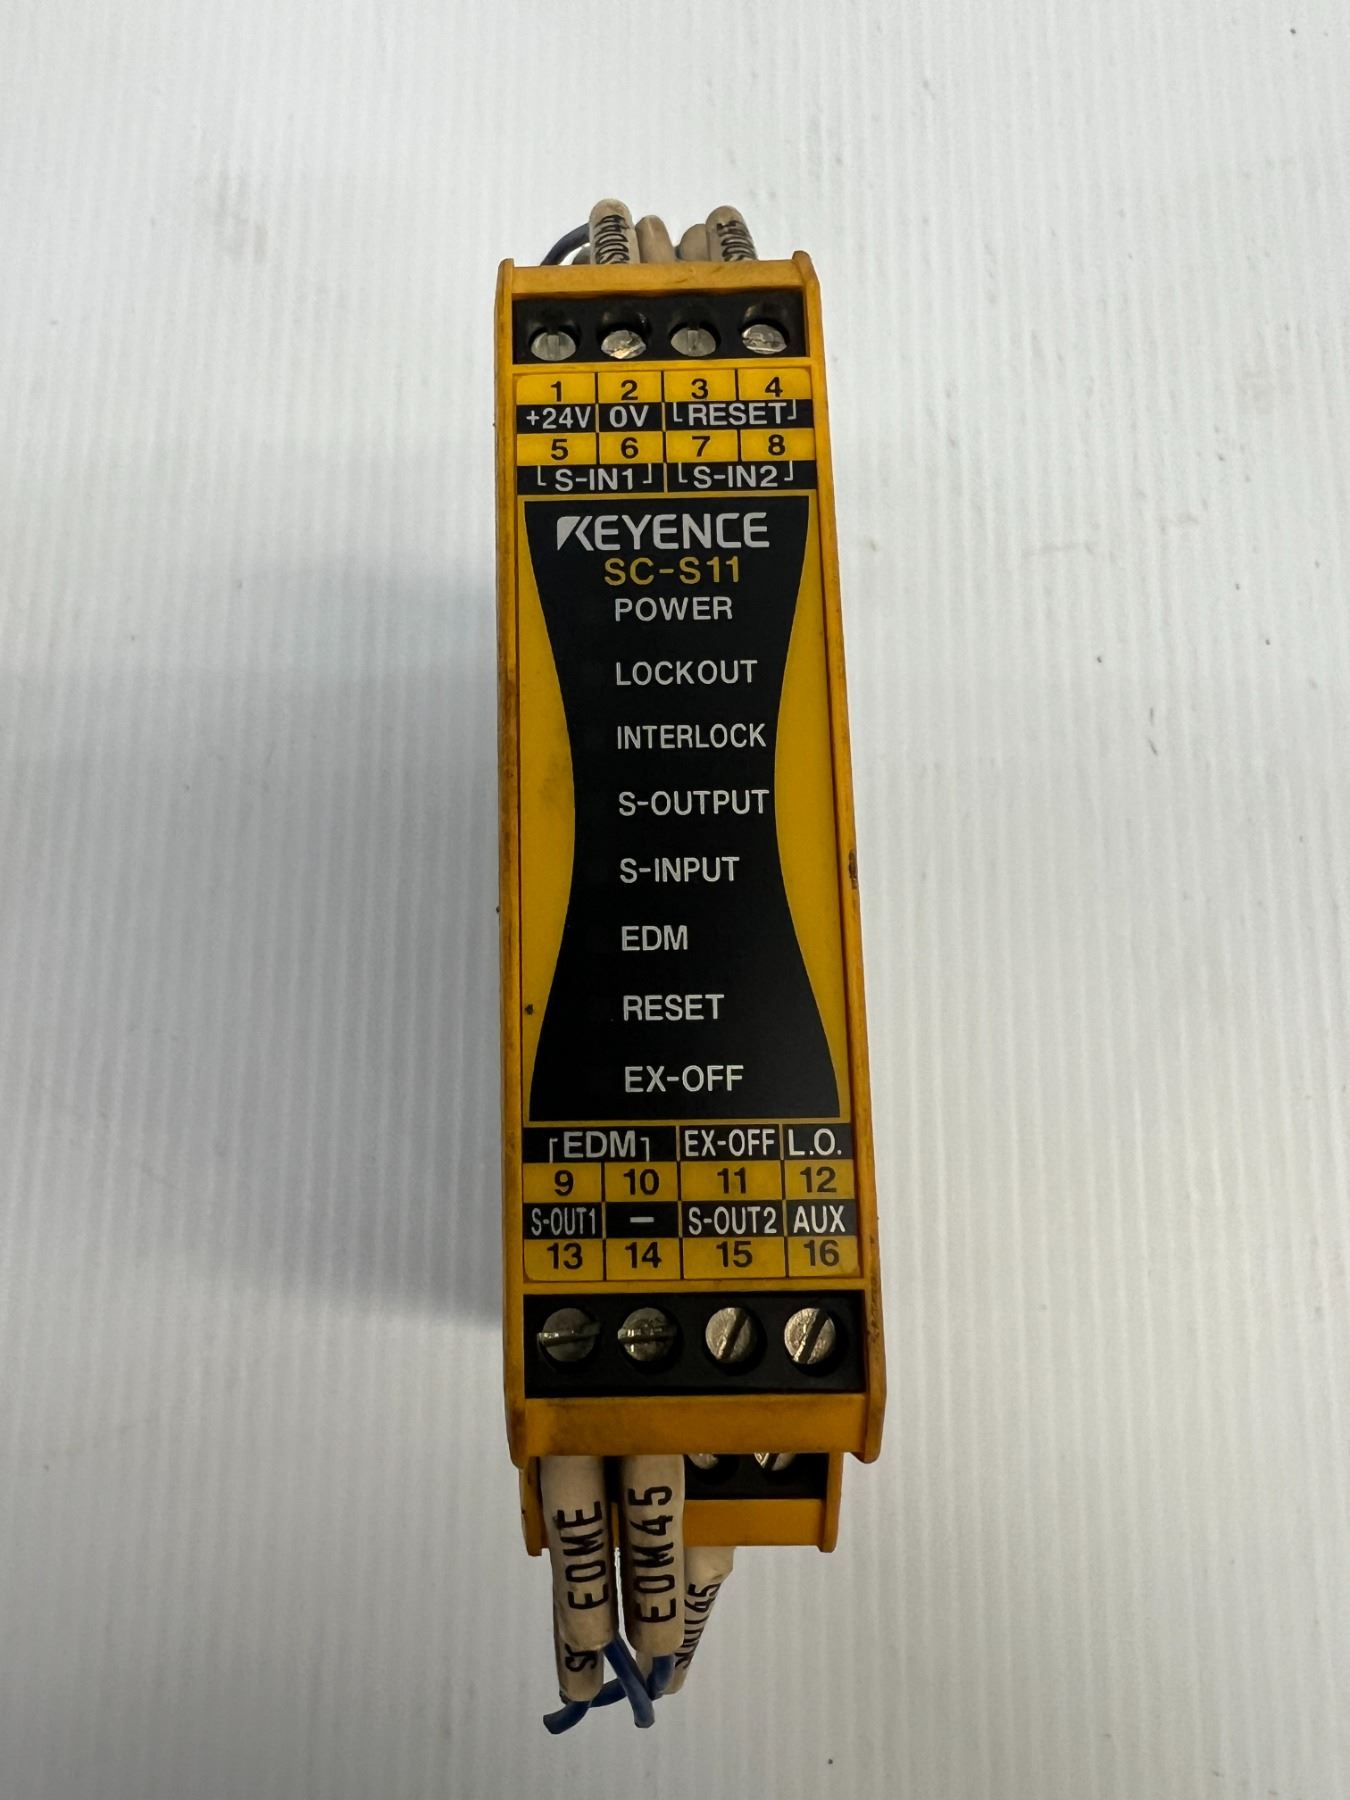 1 2 3 4
+24V 0V RESET
5 6 7 8
S-IN1 S-IN2
KEYENCE
SC-S11
POWER
LOCKOUT
INTERLOCK
S-OUTPUT
S-INPUT
EDM
RESET
EX-OFF
EDM EX-OFF L.O.
9 10 11 12
S-OUT1 — S-OUT2 AUX
13 14 15 16
EDME
EDM45